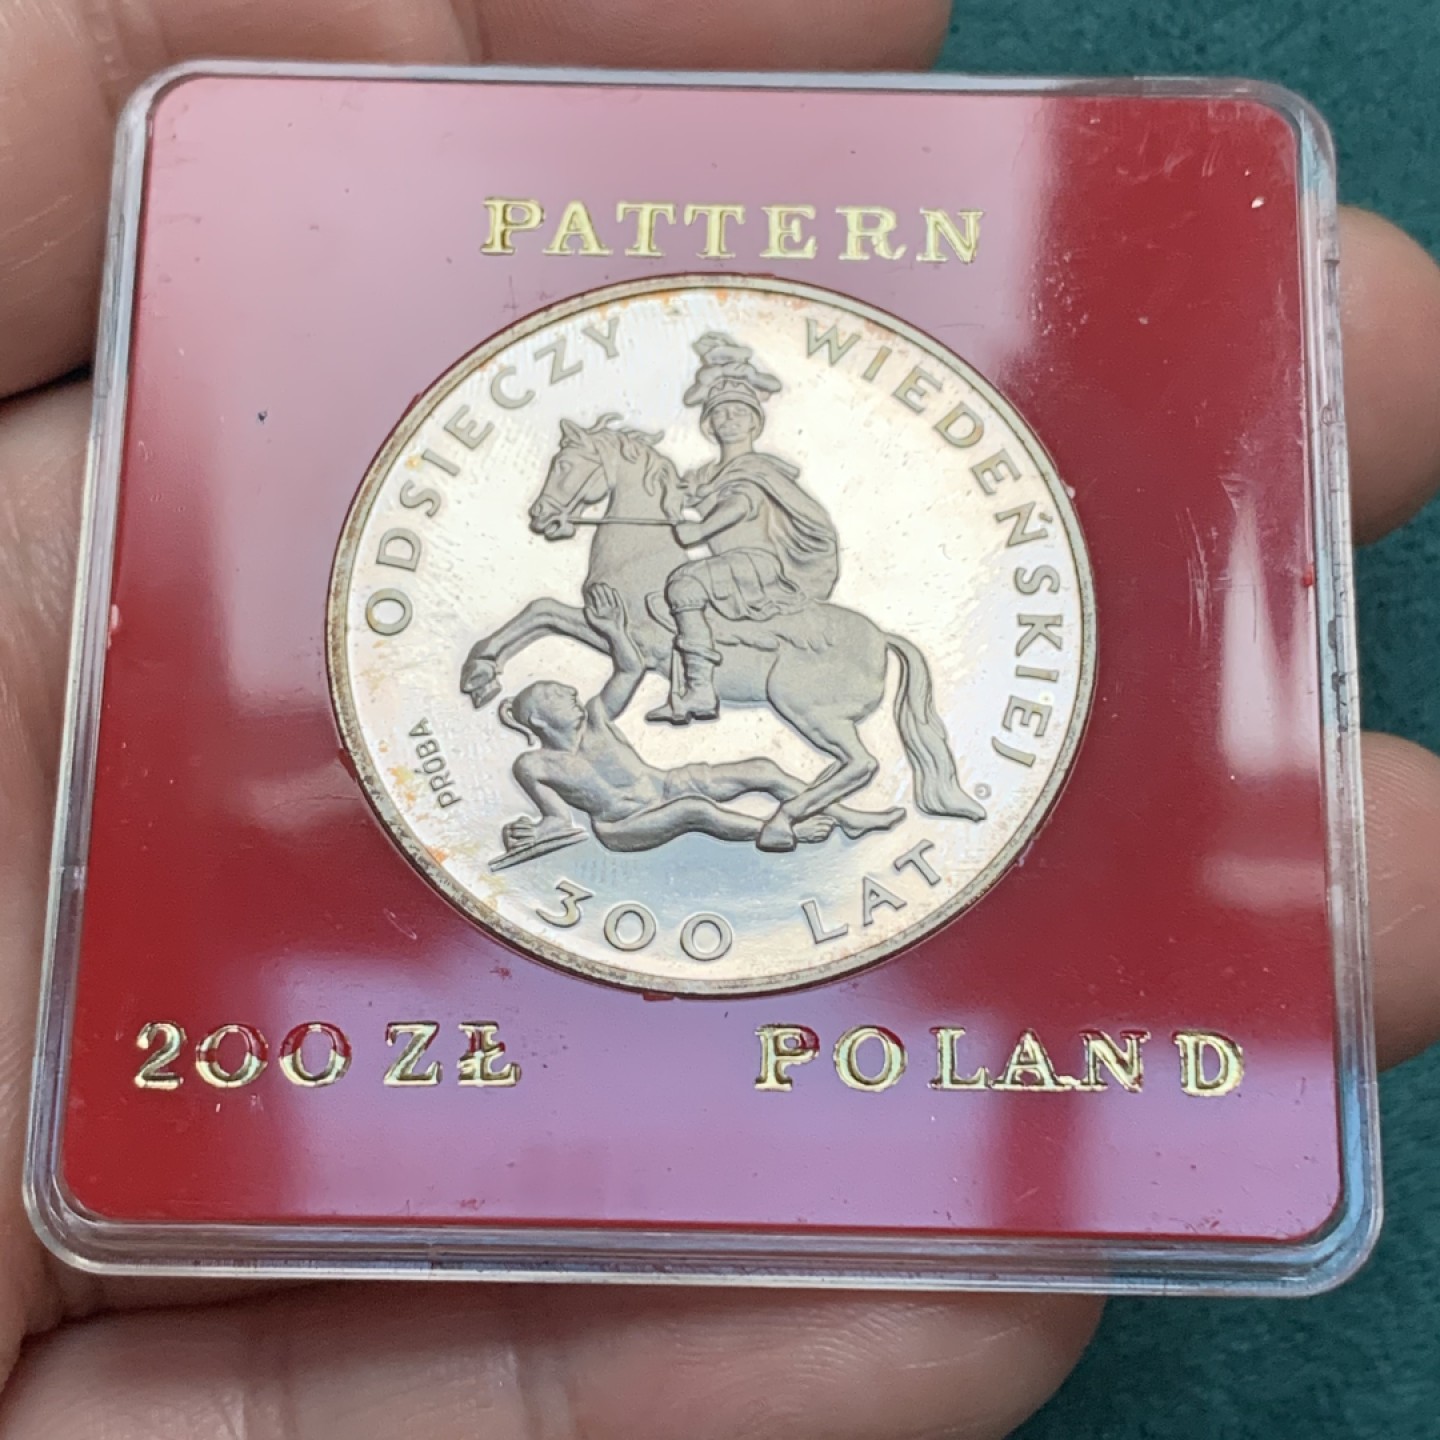 PATTERN
ODSIECZY WIEDEŃSKIEJ
PRÓBA
300 LAT
200 ZŁ POLAND